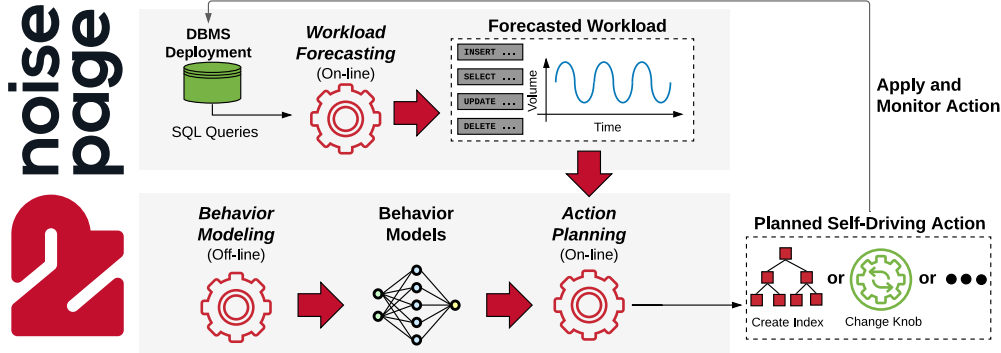 noise
page
DBMS
Deployment
SQL Queries
Workload
Forecasting
(On-line)
Forecasted Workload
INSERT ...
SELECT ...
UPDATE ...
DELETE ...
Volume
Time
Apply and
Monitor Action
Behavior
Modeling
(Off-line)
Behavior
Models
Action
Planning
(On-line)
Planned Self-Driving Action
or
or
Create Index
Change Knob